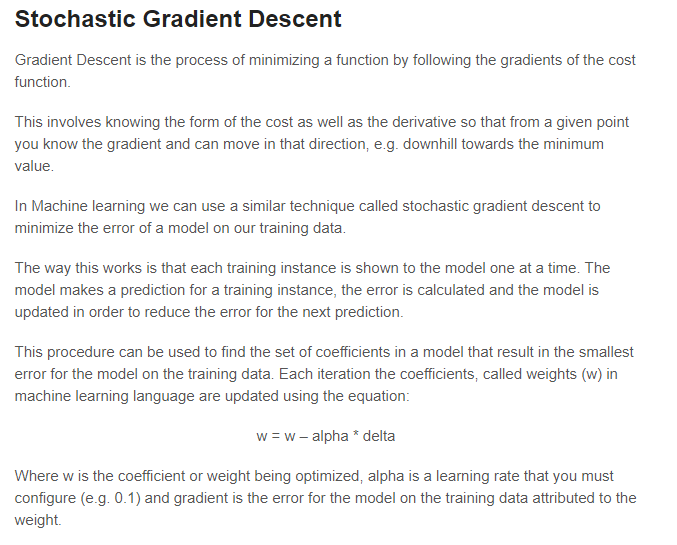 Stochastic Gradient Descent
Gradient Descent is the process of minimizing a function by following the gradients of the cost
function.
This involves knowing the form of the cost as well as the derivative so that from a given point
you know the gradient and can move in that direction, e.g. downhill towards the minimum
value.
In Machine learning we can use a similar technique called stochastic gradient descent to
minimize the error of a model on our training data.
The way this works is that each training instance is shown to the model one at a time. The
model makes a prediction for a training instance, the error is calculated and the model is
updated in order to reduce the error for the next prediction.
This procedure can be used to find the set of coefficients in a model that result in the smallest
error for the model on the training data. Each iteration the coefficients, called weights (w) in
machine learning language are updated using the equation:
w = w – alpha * delta
Where w is the coefficient or weight being optimized, alpha is a learning rate that you must
configure (e.g. 0.1) and gradient is the error for the model on the training data attributed to the
weight.